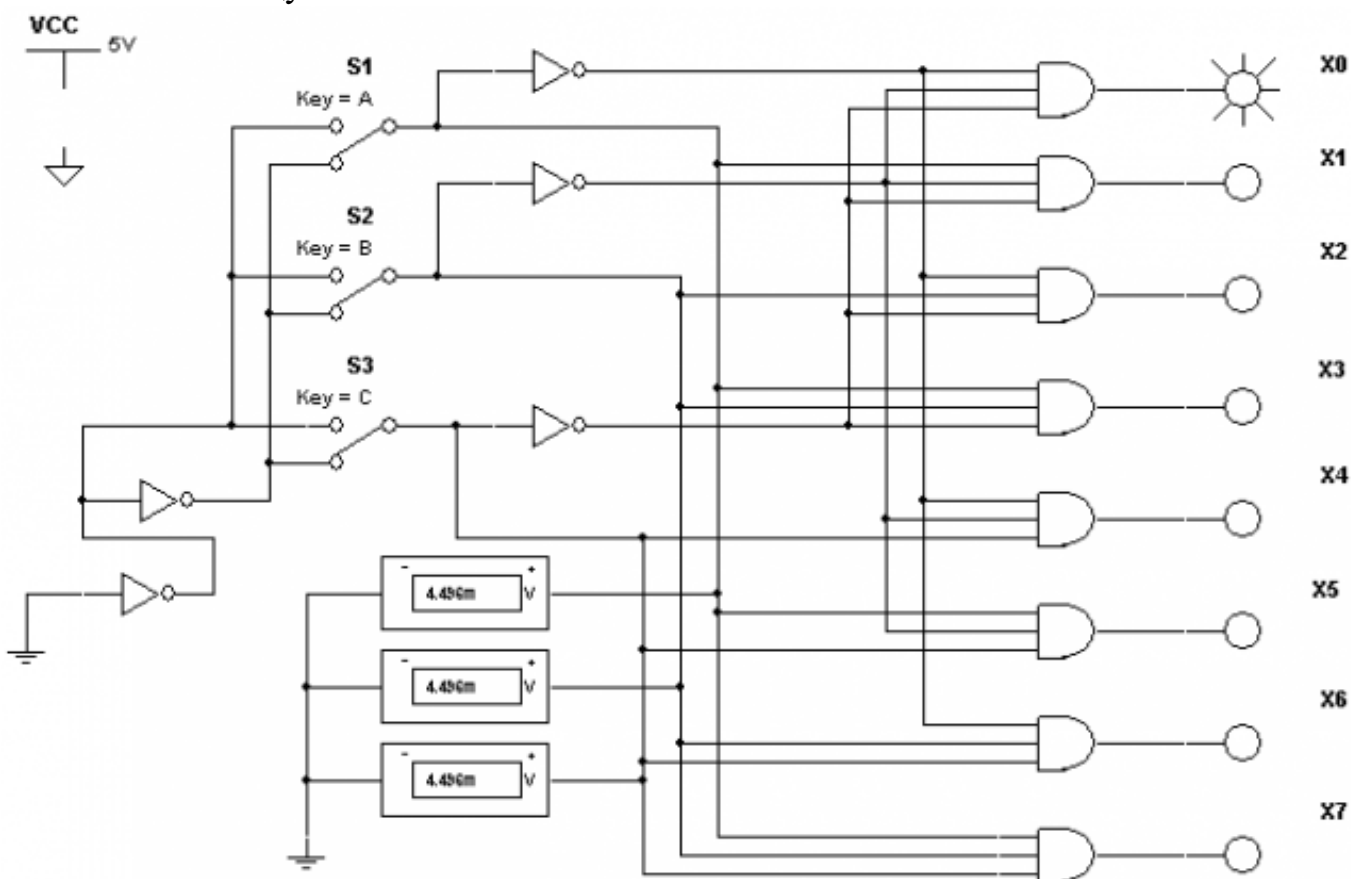 VCC
5V
S1
Key = A
S2
Key = B
S3
Key = C
X0
X1
X2
X3
X4
X5
X6
X7
- +
4.496m V
- +
4.496m V
- +
4.496m V